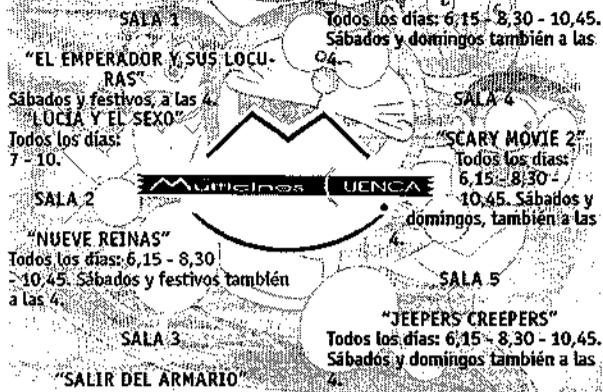 SALA 1
"EL EMPERADOR Y SUS LOCU-
RAS"
Sábados y festivos, a las 4.
"LUCÍA Y EL SEXO"
Todos los días:
7 - 10.
SALA 2
"NUEVE REINAS"
Todos los días: 6,15 - 8,30
- 10,45. Sábados y festivos también
a las 4.
SALA 3
"SALIR DEL ARMARIO"
Todos los días: 6,15 - 8,30 - 10,45.
Sábados y domingos también a las
04.
SALA 4
"SCARY MOVIE 2"
Todos los días:
6,15 - 8,30 -
10,45. Sábados y
domingos, también a las
4.
SALA 5
"JEEPERS CREEPERS"
Todos los días: 6,15 - 8,30 - 10,45.
Sábados y domingos también a las
4.
Multicines CUENCA